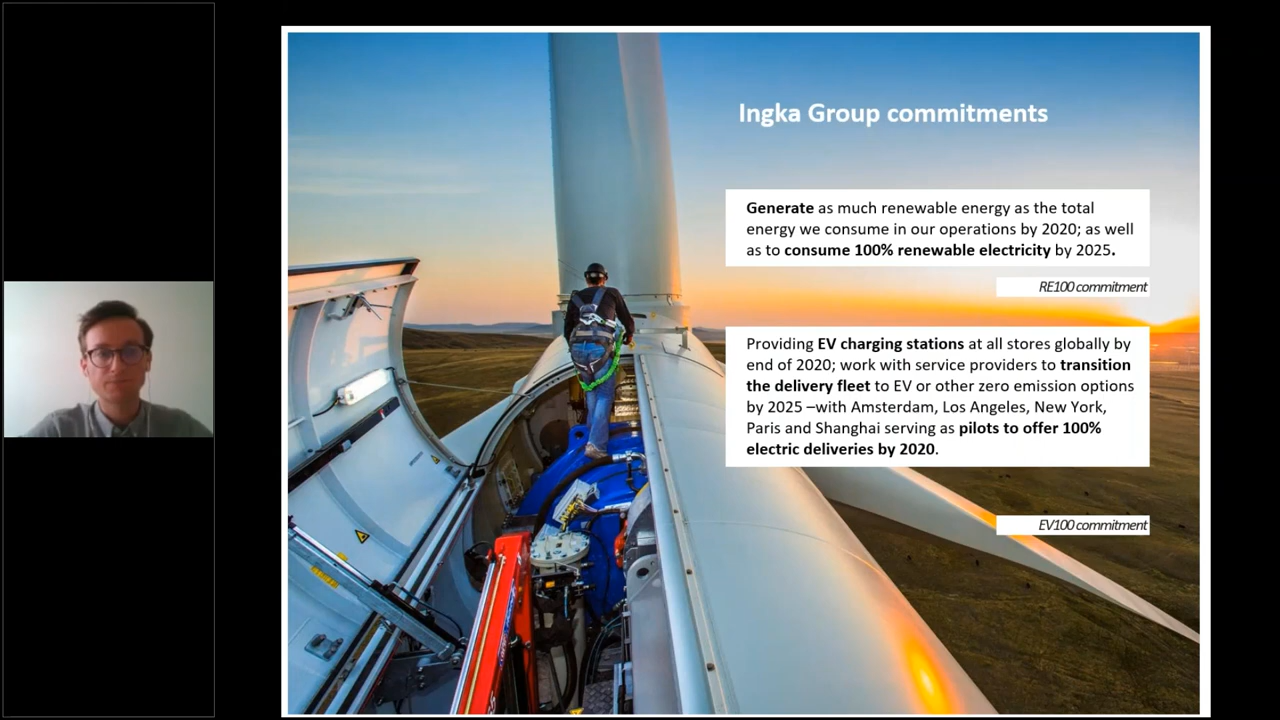 Ingka Group commitments
Generate as much renewable energy as the total
energy we consume in our operations by 2020; as well
as to consume 100% renewable electricity by 2025.
RE100 commitment
Providing EV charging stations at all stores globally by
end of 2020; work with service providers to transition
the delivery fleet to EV or other zero emission options
by 2025 –with Amsterdam, Los Angeles, New York,
Paris and Shanghai serving as pilots to offer 100%
electric deliveries by 2020.
EV100 commitment